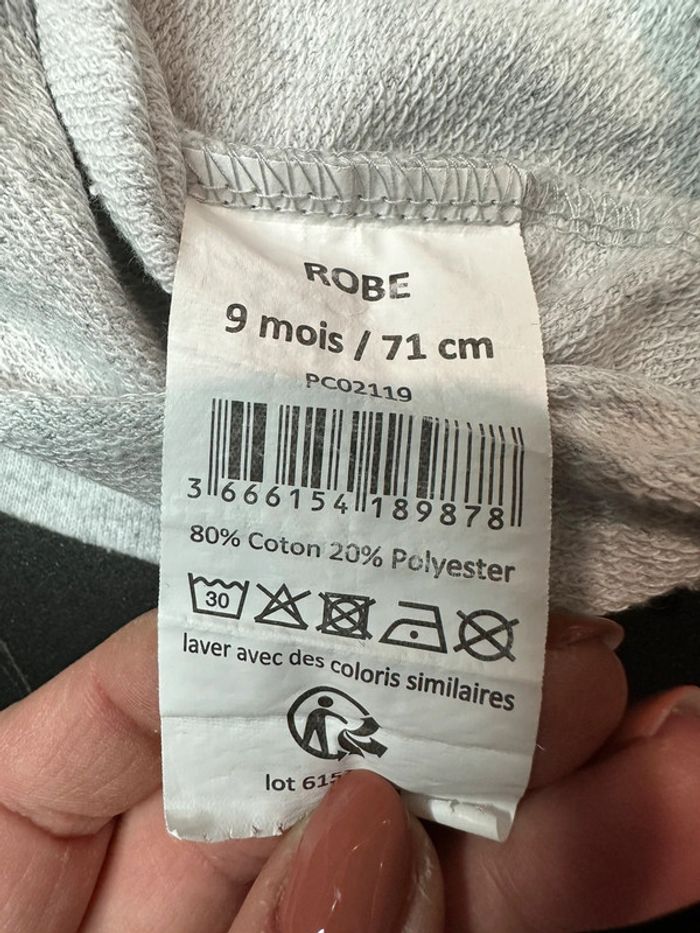 ROBE
9 mois / 71 cm
PC02119
3 666154 189878
80% Coton 20% Polyester
30
laver avec des coloris similaires
lot